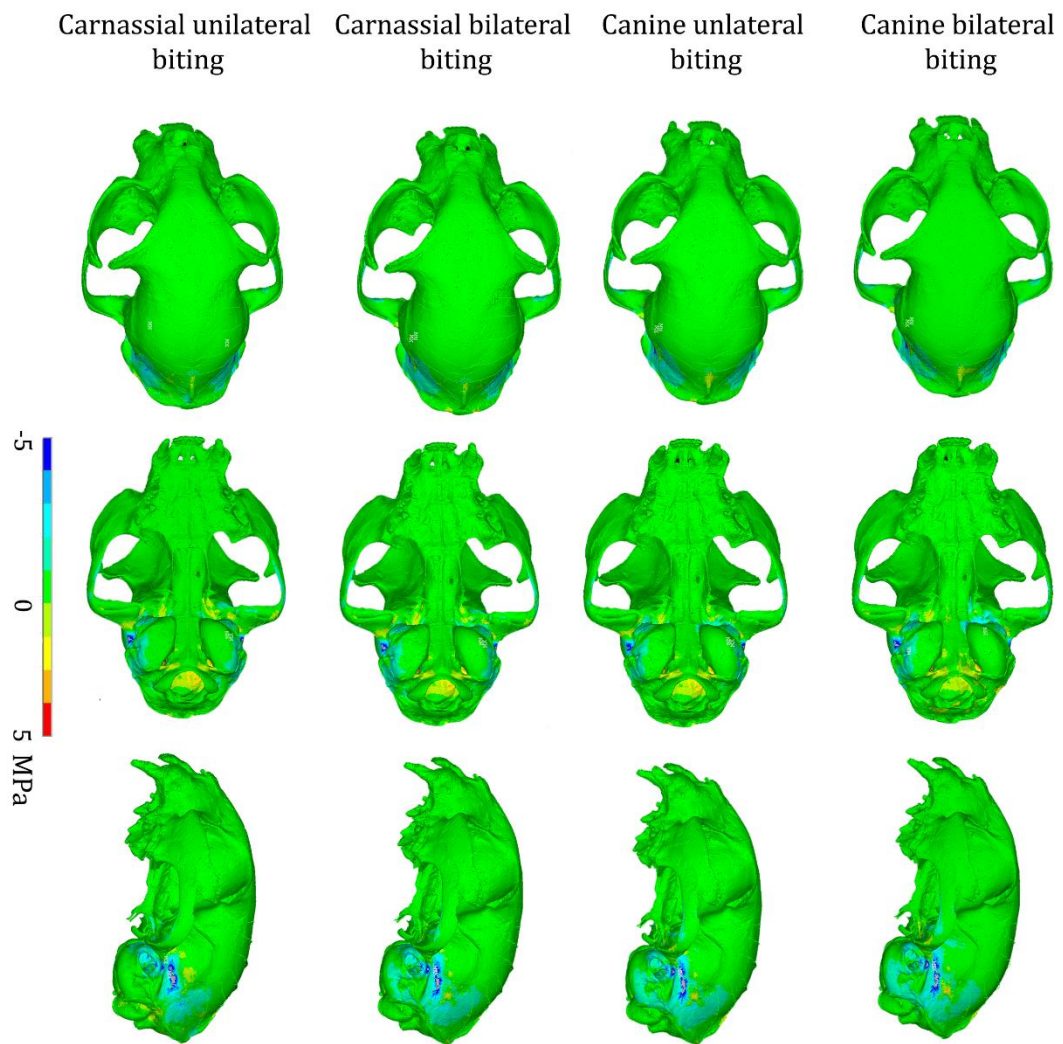 Carnassial unilateral
biting
Carnassial bilateral
biting
Canine unlateral
biting
Canine bilateral
biting
-5
0
5 MPa